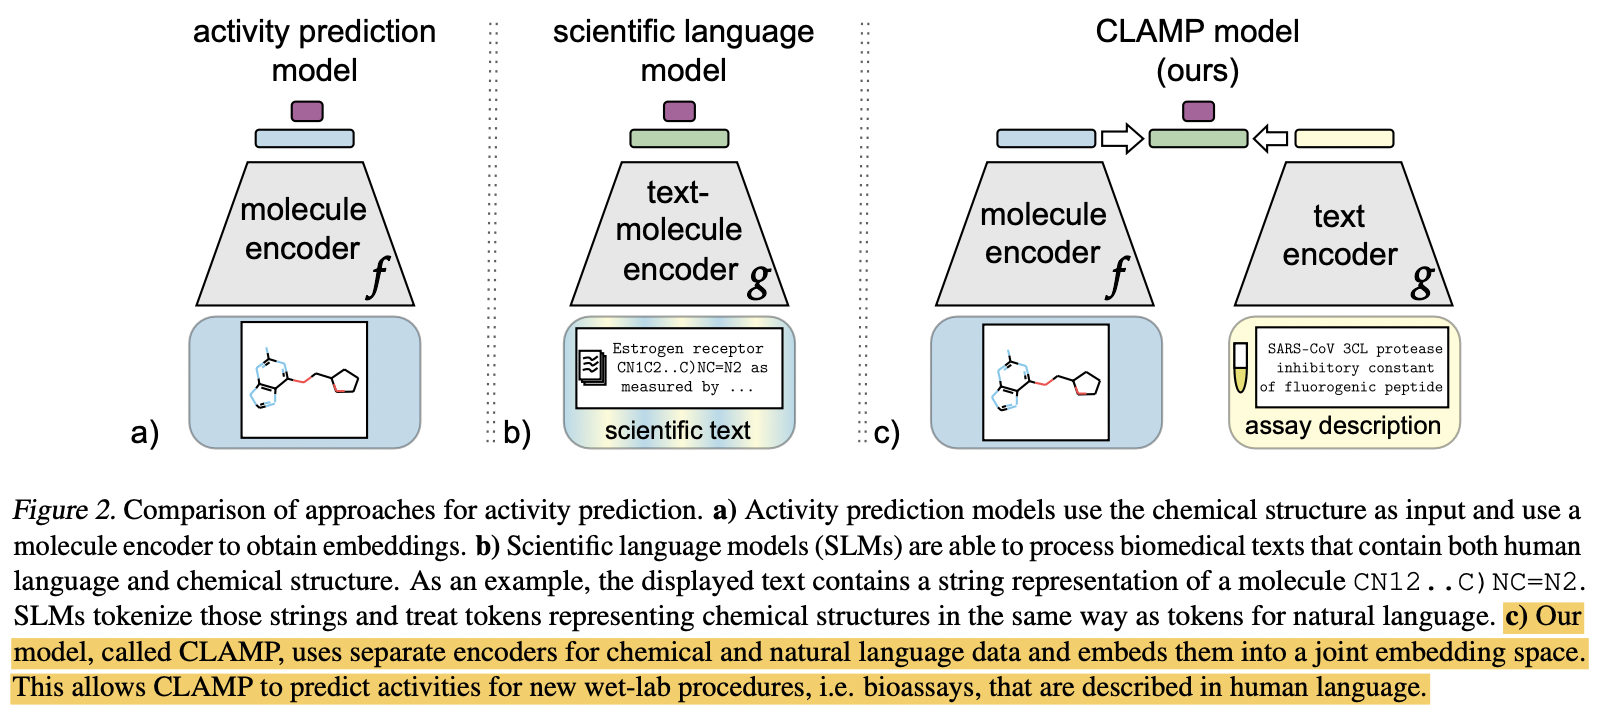 activity prediction
model
molecule
encoder f
a)
scientific language
model
text-
molecule
encoder g
Estrogen receptor
CN1C2..C)NC=N2 as
measured by ...
scientific text
b)
CLAMP model
(ours)
molecule
encoder f
text
encoder g
SARS-CoV 3CL protease
inhibitory constant
of fluorogenic peptide
assay description
c)
Figure 2. Comparison of approaches for activity prediction. a) Activity prediction models use the chemical structure as input and use a
molecule encoder to obtain embeddings. b) Scientific language models (SLMs) are able to process biomedical texts that contain both human
language and chemical structure. As an example, the displayed text contains a string representation of a molecule CN12..C)NC=N2.
SLMs tokenize those strings and treat tokens representing chemical structures in the same way as tokens for natural language. c) Our
model, called CLAMP, uses separate encoders for chemical and natural language data and embeds them into a joint embedding space.
This allows CLAMP to predict activities for new wet-lab procedures, i.e. bioassays, that are described in human language.